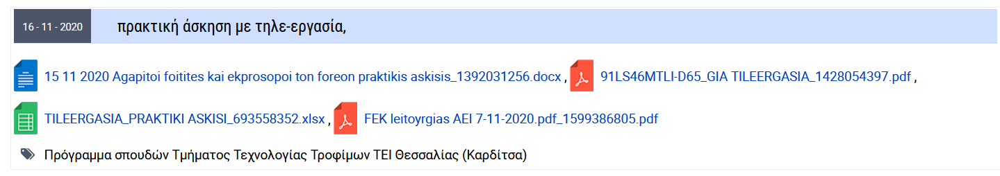 16 - 11 - 2020 πρακτική άσκηση με τηλε-εργασία,
15 11 2020 Agapitoi foitites kai ekprosopoi ton foreon praktikis askisis_1392031256.docx , 91LS46MTLI-D65_GIA TILEERGASIA_1428054397.pdf ,
TILEERGASIA_PRAKTIKI ASKISI_693558352.xlsx , FEK leitoyrgias AEI 7-11-2020.pdf_1599386805.pdf
Πρόγραμμα σπουδών Τμήματος Τεχνολογίας Τροφίμων ΤΕΙ Θεσσαλίας (Καρδίτσα)